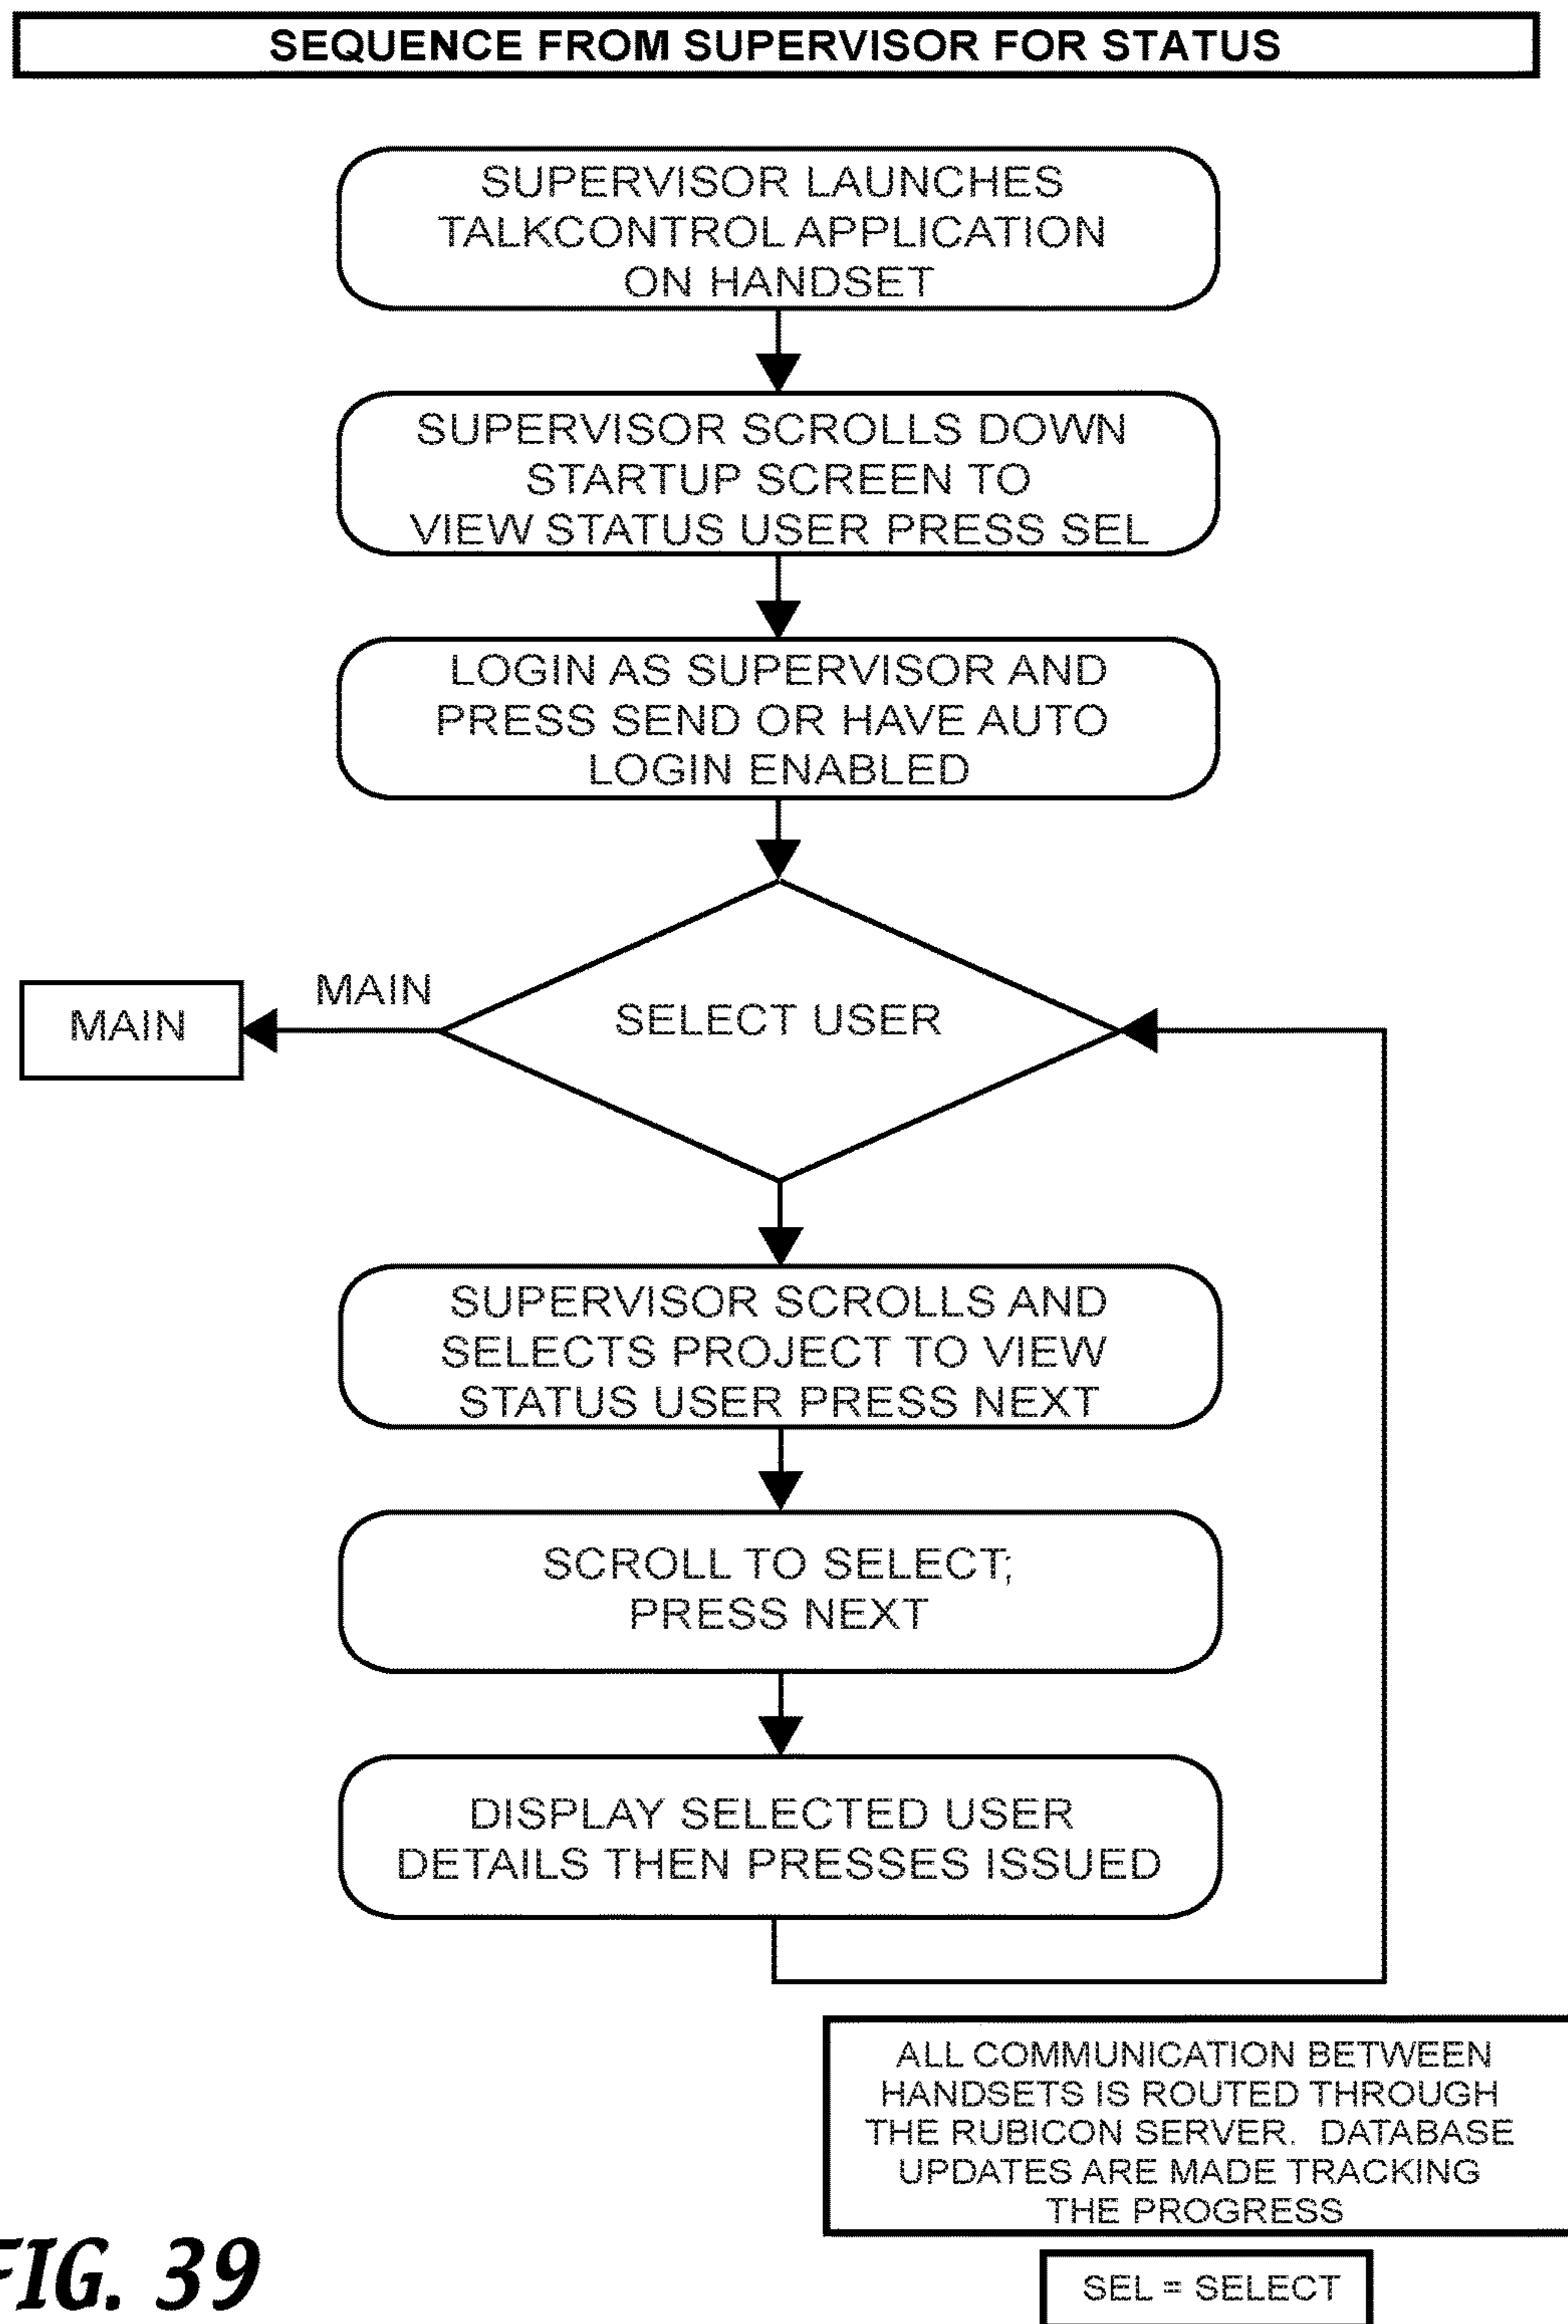 SEQUENCE FROM SUPERVISOR FOR STATUS
SUPERVISOR LAUNCHES
TALKCONTROL APPLICATION
ON HANDSET
SUPERVISOR SCROLLS DOWN
STARTUP SCREEN TO
VIEW STATUS USER PRESS SEL
LOGIN AS SUPERVISOR AND
PRESS SEND OR HAVE AUTO
LOGIN ENABLED
MAIN
MAIN
SELECT USER
SUPERVISOR SCROLLS AND
SELECTS PROJECT TO VIEW
STATUS USER PRESS NEXT
SCROLL TO SELECT;
PRESS NEXT
DISPLAY SELECTED USER
DETAILS THEN PRESSES ISSUED
ALL COMMUNICATION BETWEEN
HANDSETS IS ROUTED THROUGH
THE RUBICON SERVER. DATABASE
UPDATES ARE MADE TRACKING
THE PROGRESS
FIG. 39
SEL = SELECT